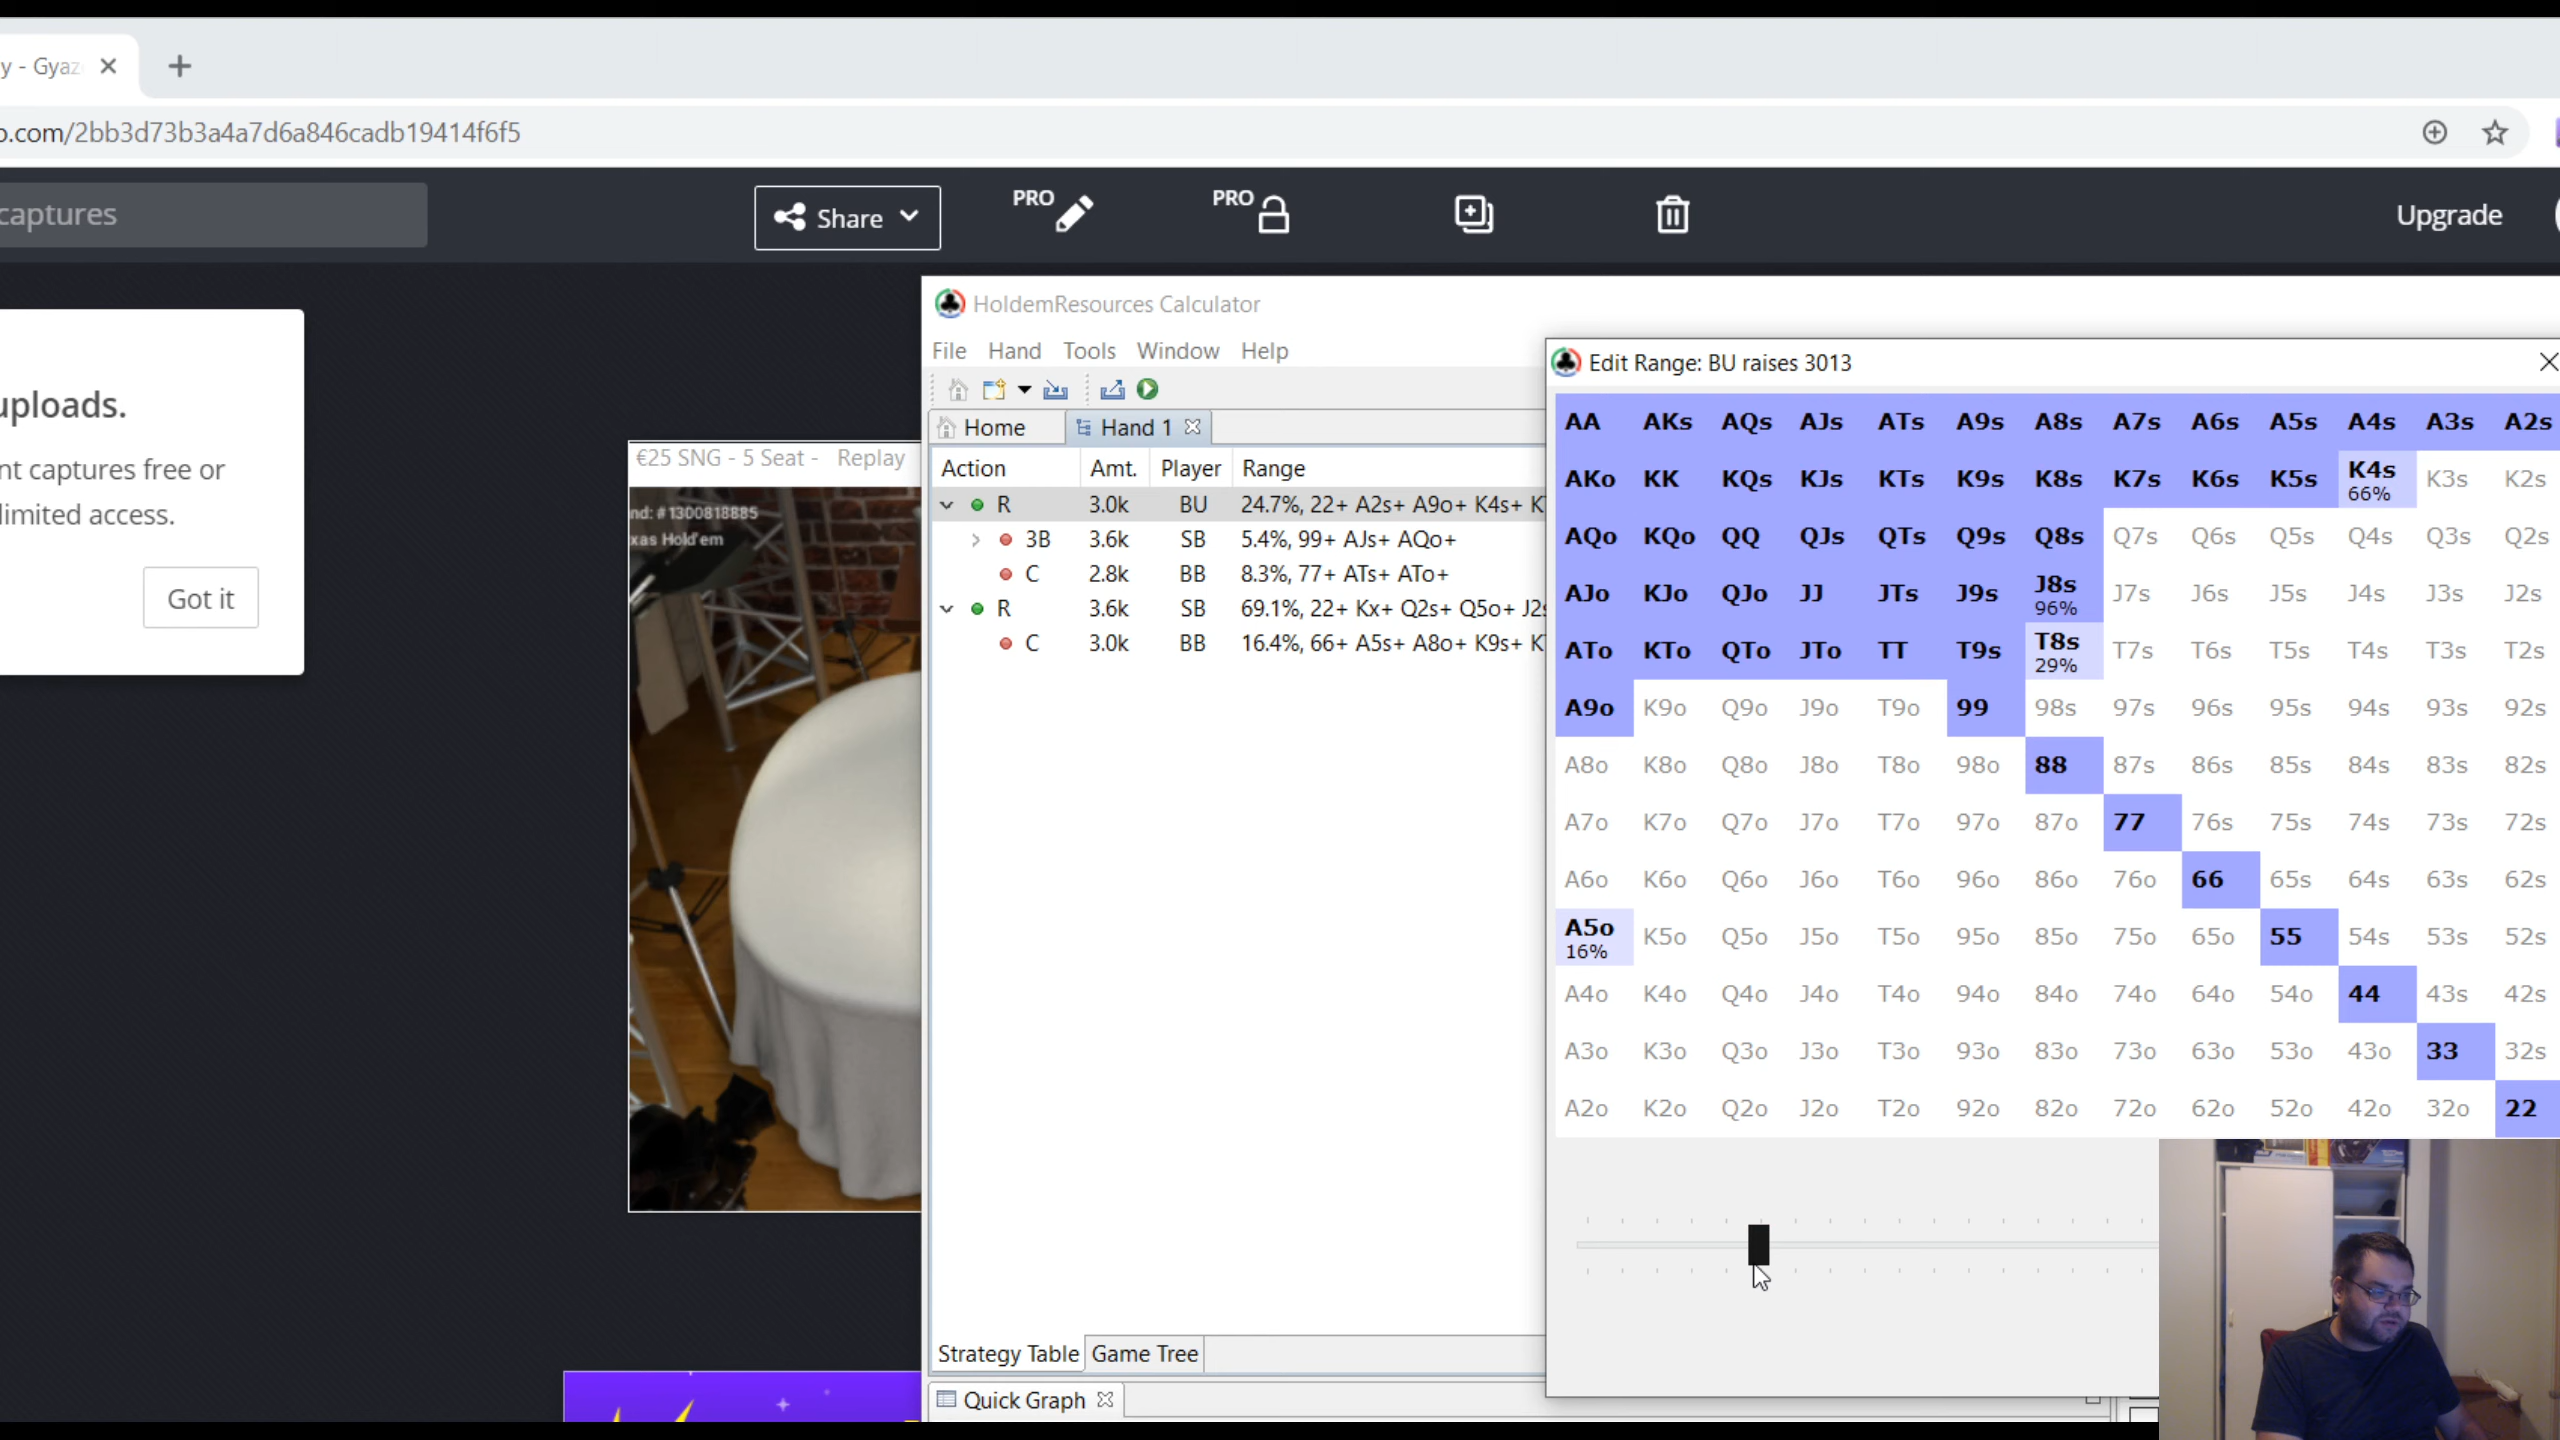 y - Gyaz
o.com/2bb3d73b3a4a7d6a846cadb19414f6f5
captures
Share
PRO
PRO
Upgrade
uploads.
nt captures free or
limited access.
Got it
€25 SNG - 5 Seat - Replay
nd: #1300818885
xas Hold'em
HoldemResources Calculator
File Hand Tools Window Help
Home Hand 1
Action Amt. Player Range
R 3.0k BU 24.7%, 22+ A2s+ A9o+ K4s+ K
3B 3.6k SB 5.4%, 99+ AJs+ AQo+
C 2.8k BB 8.3%, 77+ ATs+ ATo+
R 3.6k SB 69.1%, 22+ Kx+ Q2s+ Q5o+ J2s
C 3.0k BB 16.4%, 66+ A5s+ A8o+ K9s+ K
Strategy Table Game Tree
Quick Graph
Edit Range: BU raises 3013
AA AKs AQs AJs ATs A9s A8s A7s A6s A5s A4s A3s A2s
AKo KK KQs KJs KTs K9s K8s K7s K6s K5s K4s 66% K3s K2s
AQo KQo QQ QJs QTs Q9s Q8s Q7s Q6s Q5s Q4s Q3s Q2s
AJo KJo QJo JJ JTs J9s J8s 96% J7s J6s J5s J4s J3s J2s
ATo KTo QTo JTo TT T9s T8s 29% T7s T6s T5s T4s T3s T2s
A9o K9o Q9o J9o T9o 99 98s 97s 96s 95s 94s 93s 92s
A8o K8o Q8o J8o T8o 98o 88 87s 86s 85s 84s 83s 82s
A7o K7o Q7o J7o T7o 97o 87o 77 76s 75s 74s 73s 72s
A6o K6o Q6o J6o T6o 96o 86o 76o 66 65s 64s 63s 62s
A5o 16% K5o Q5o J5o T5o 95o 85o 75o 65o 55 54s 53s 52s
A4o K4o Q4o J4o T4o 94o 84o 74o 64o 54o 44 43s 42s
A3o K3o Q3o J3o T3o 93o 83o 73o 63o 53o 43o 33 32s
A2o K2o Q2o J2o T2o 92o 82o 72o 62o 52o 42o 32o 22